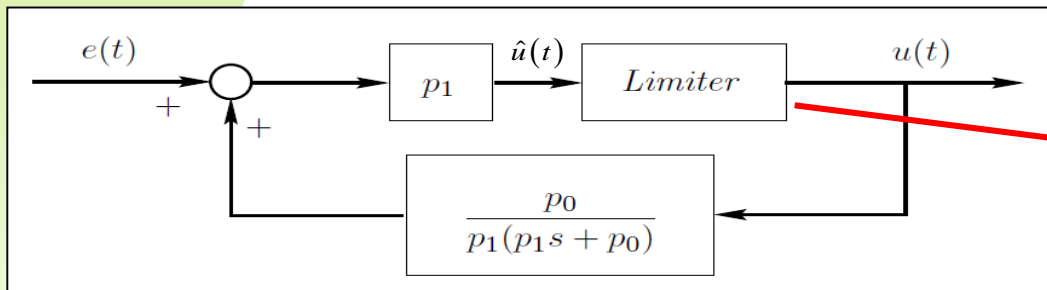 e(t)
û(t)
u(t)
+
p₁
Limiter
+
p₀
p₁(p₁s + p₀)